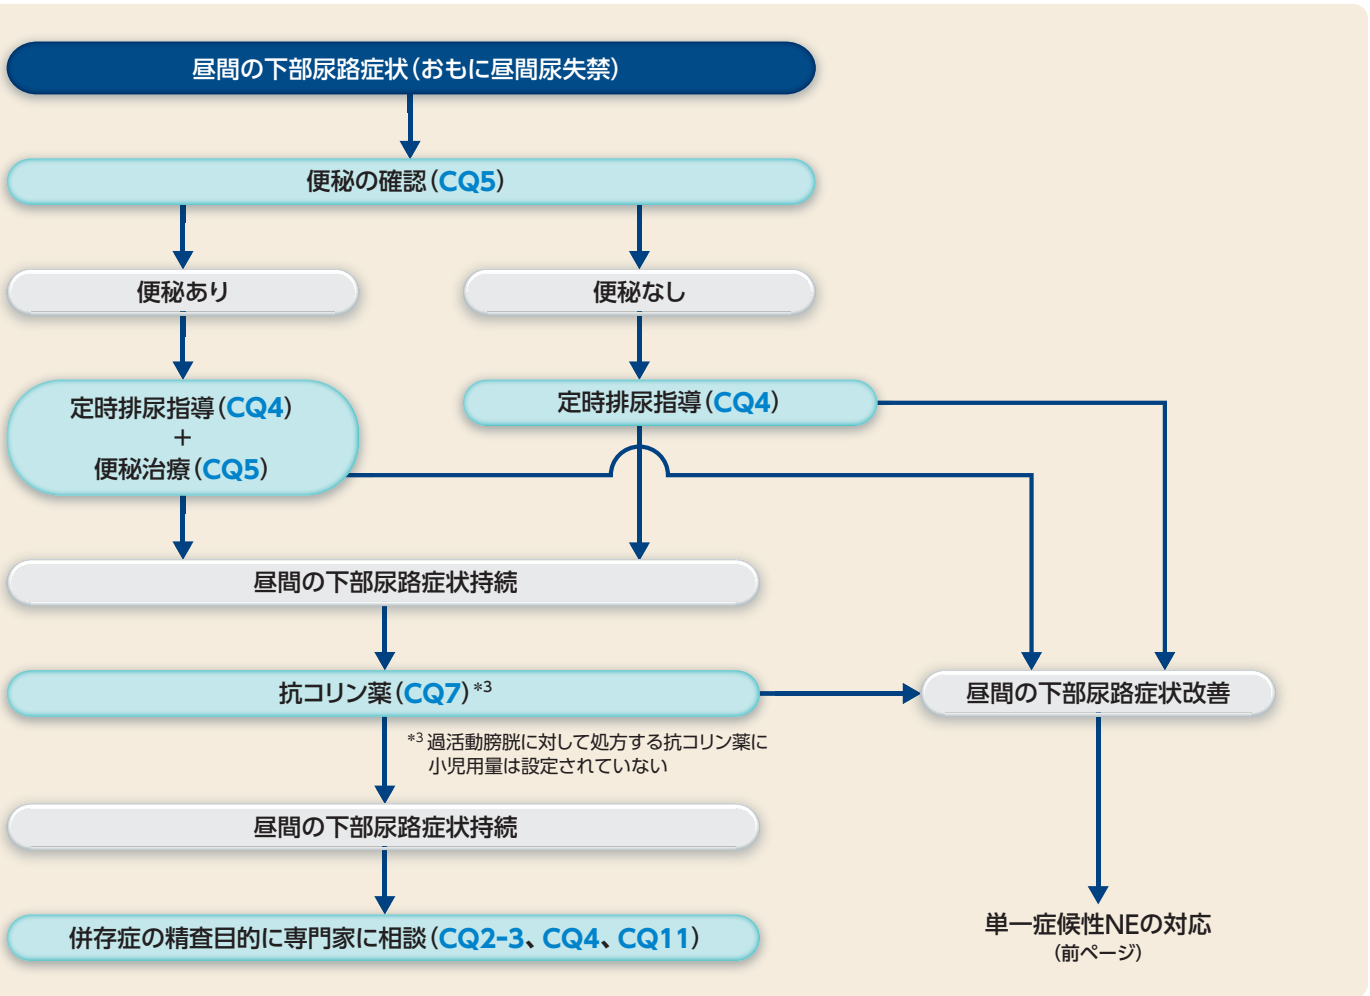 昼間の下部尿路症状（おもに昼間尿失禁）
便秘の確認（CQ5）
便秘あり
便秘なし
定時排尿指導（CQ4）
＋
便秘治療（CQ5）
定時排尿指導（CQ4）
昼間の下部尿路症状持続
抗コリン薬（CQ7）*3
昼間の下部尿路症状改善
*3 過活動膀胱に対して処方する抗コリン薬に
小児用量は設定されていない
昼間の下部尿路症状持続
併存症の精査目的に専門家に相談（CQ2-3、CQ4、CQ11）
単一症候性NEの対応
（前ページ）